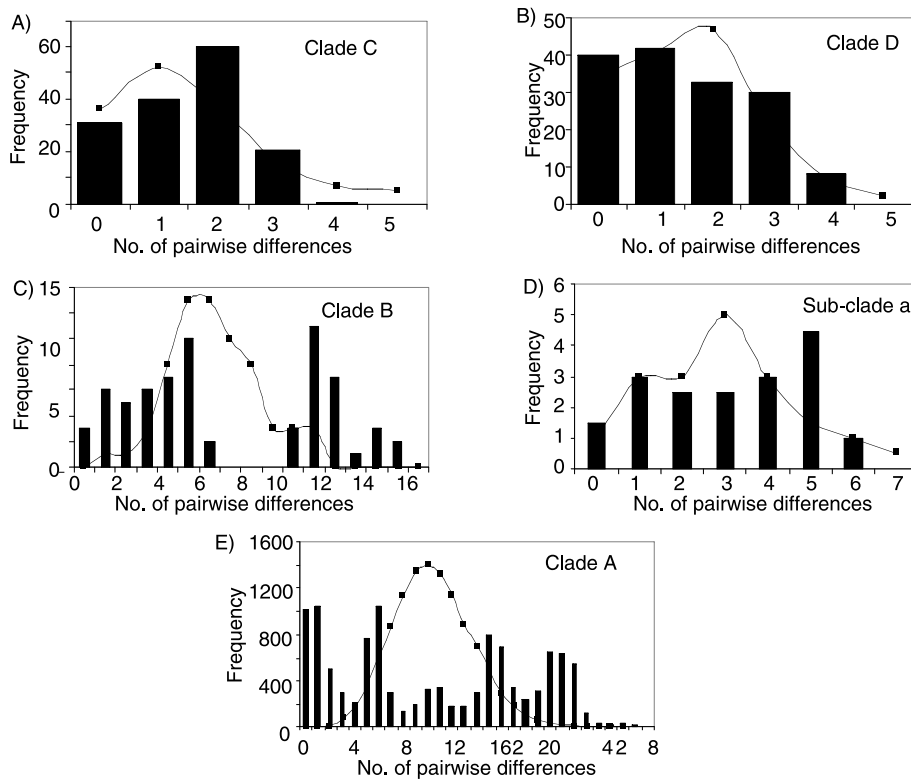 A)
Clade C
Frequency
60
40
20
0
0 1 2 3 4 5
No. of pairwise differences
B)
Clade D
Frequency
50
40
30
20
10
0
0 1 2 3 4 5
No. of pairwise differences
C)
Clade B
Frequency
15
10
5
0
0 2 4 6 8 10 12 14 16
No. of pairwise differences
D)
Sub-clade a
Frequency
6
5
4
3
2
1
0
0 1 2 3 4 5 6 7
No. of pairwise differences
E)
Clade A
Frequency
1600
1400
1200
800
400
0
0 4 8 12 162 20 42 8
No. of pairwise differences